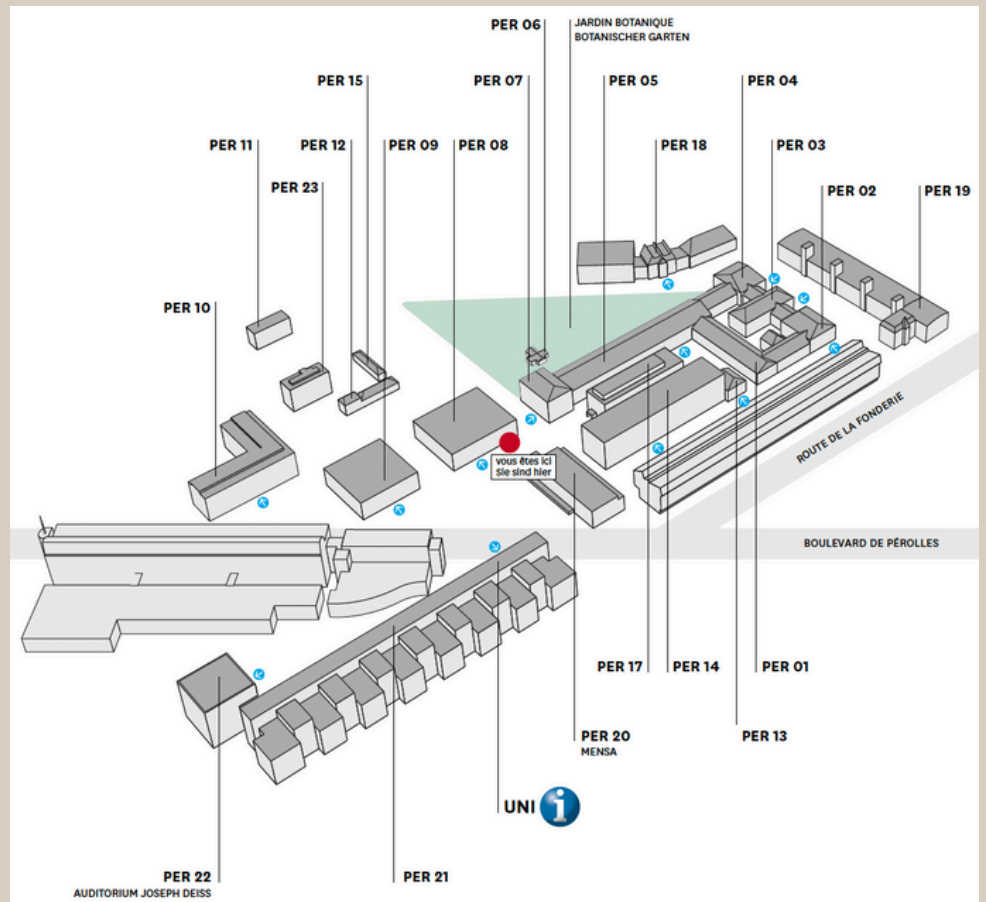 PER 06
JARDIN BOTANIQUE
BOTANISCHER GARTEN
PER 15
PER 07
PER 05
PER 04
PER 11
PER 12
PER 09
PER 08
PER 18
PER 03
PER 23
PER 02
PER 19
PER 10
vous êtes ici
Sie sind hier
ROUTE DE LA FONDERIE
BOULEVARD DE PÉROLLES
PER 17
PER 14
PER 01
PER 20
MENSA
PER 13
UNI i
PER 22
AUDITORIUM JOSEPH DEISS
PER 21